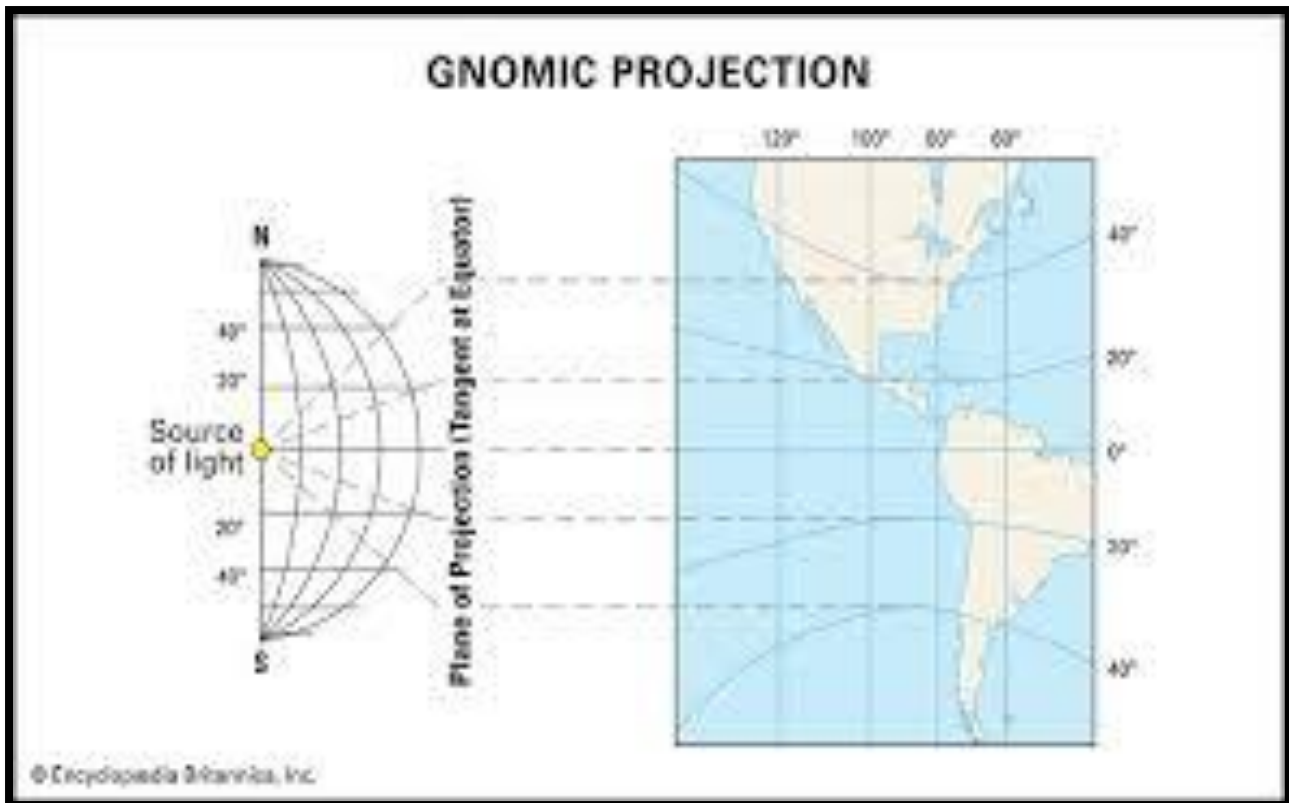 GNOMIC PROJECTION
120° 100° 80° 60°
N
40°
20°
Source
of light
20°
40°
S
Plane of Projection (Tangent at Equator)
40°
20°
0°
20°
40°
© Encyclopædia Britannica, Inc.